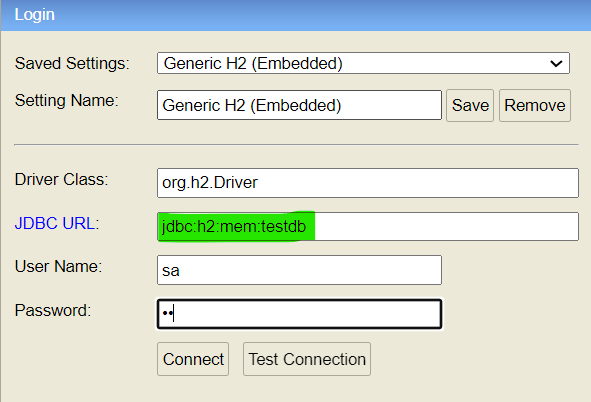 Login
Saved Settings: Generic H2 (Embedded)
Setting Name: Generic H2 (Embedded) Save Remove
Driver Class: org.h2.Driver
JDBC URL: jdbc:h2:mem:testdb
User Name: sa
Password: ••
Connect Test Connection